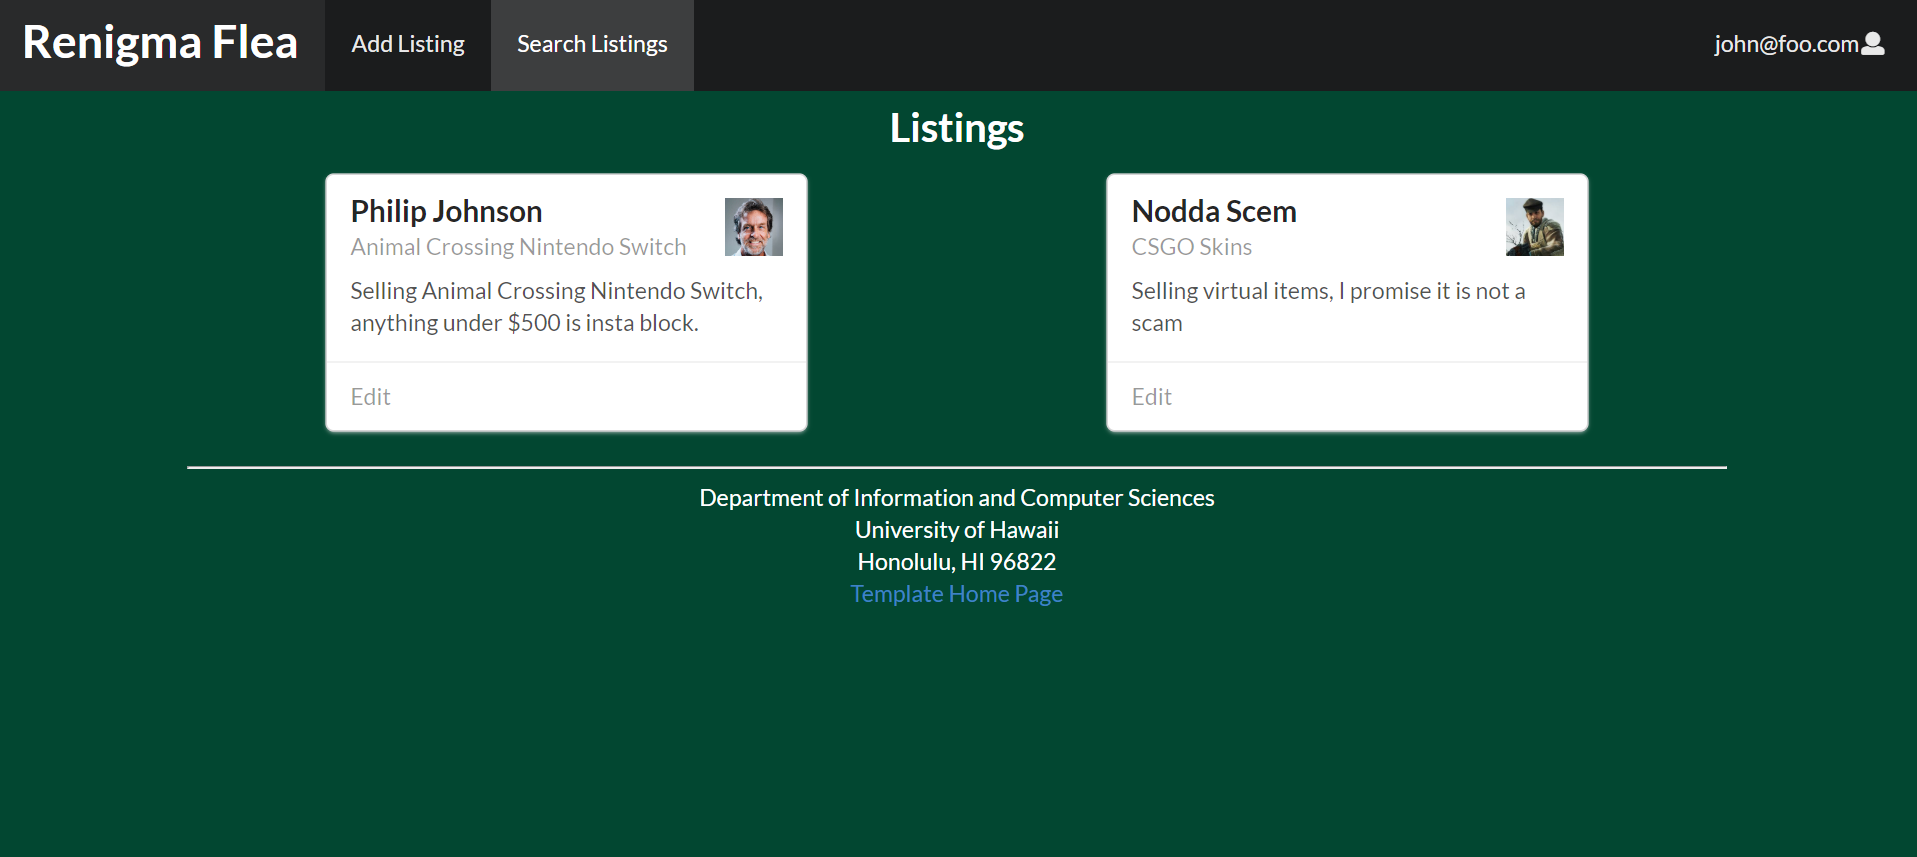 Renigma Flea
Add Listing
Search Listings
john@foo.com
Listings
Philip Johnson
Animal Crossing Nintendo Switch
Selling Animal Crossing Nintendo Switch,
anything under $500 is insta block.
Edit
Nodda Scem
CSGO Skins
Selling virtual items, I promise it is not a
scam
Edit
Department of Information and Computer Sciences
University of Hawaii
Honolulu, HI 96822
Template Home Page